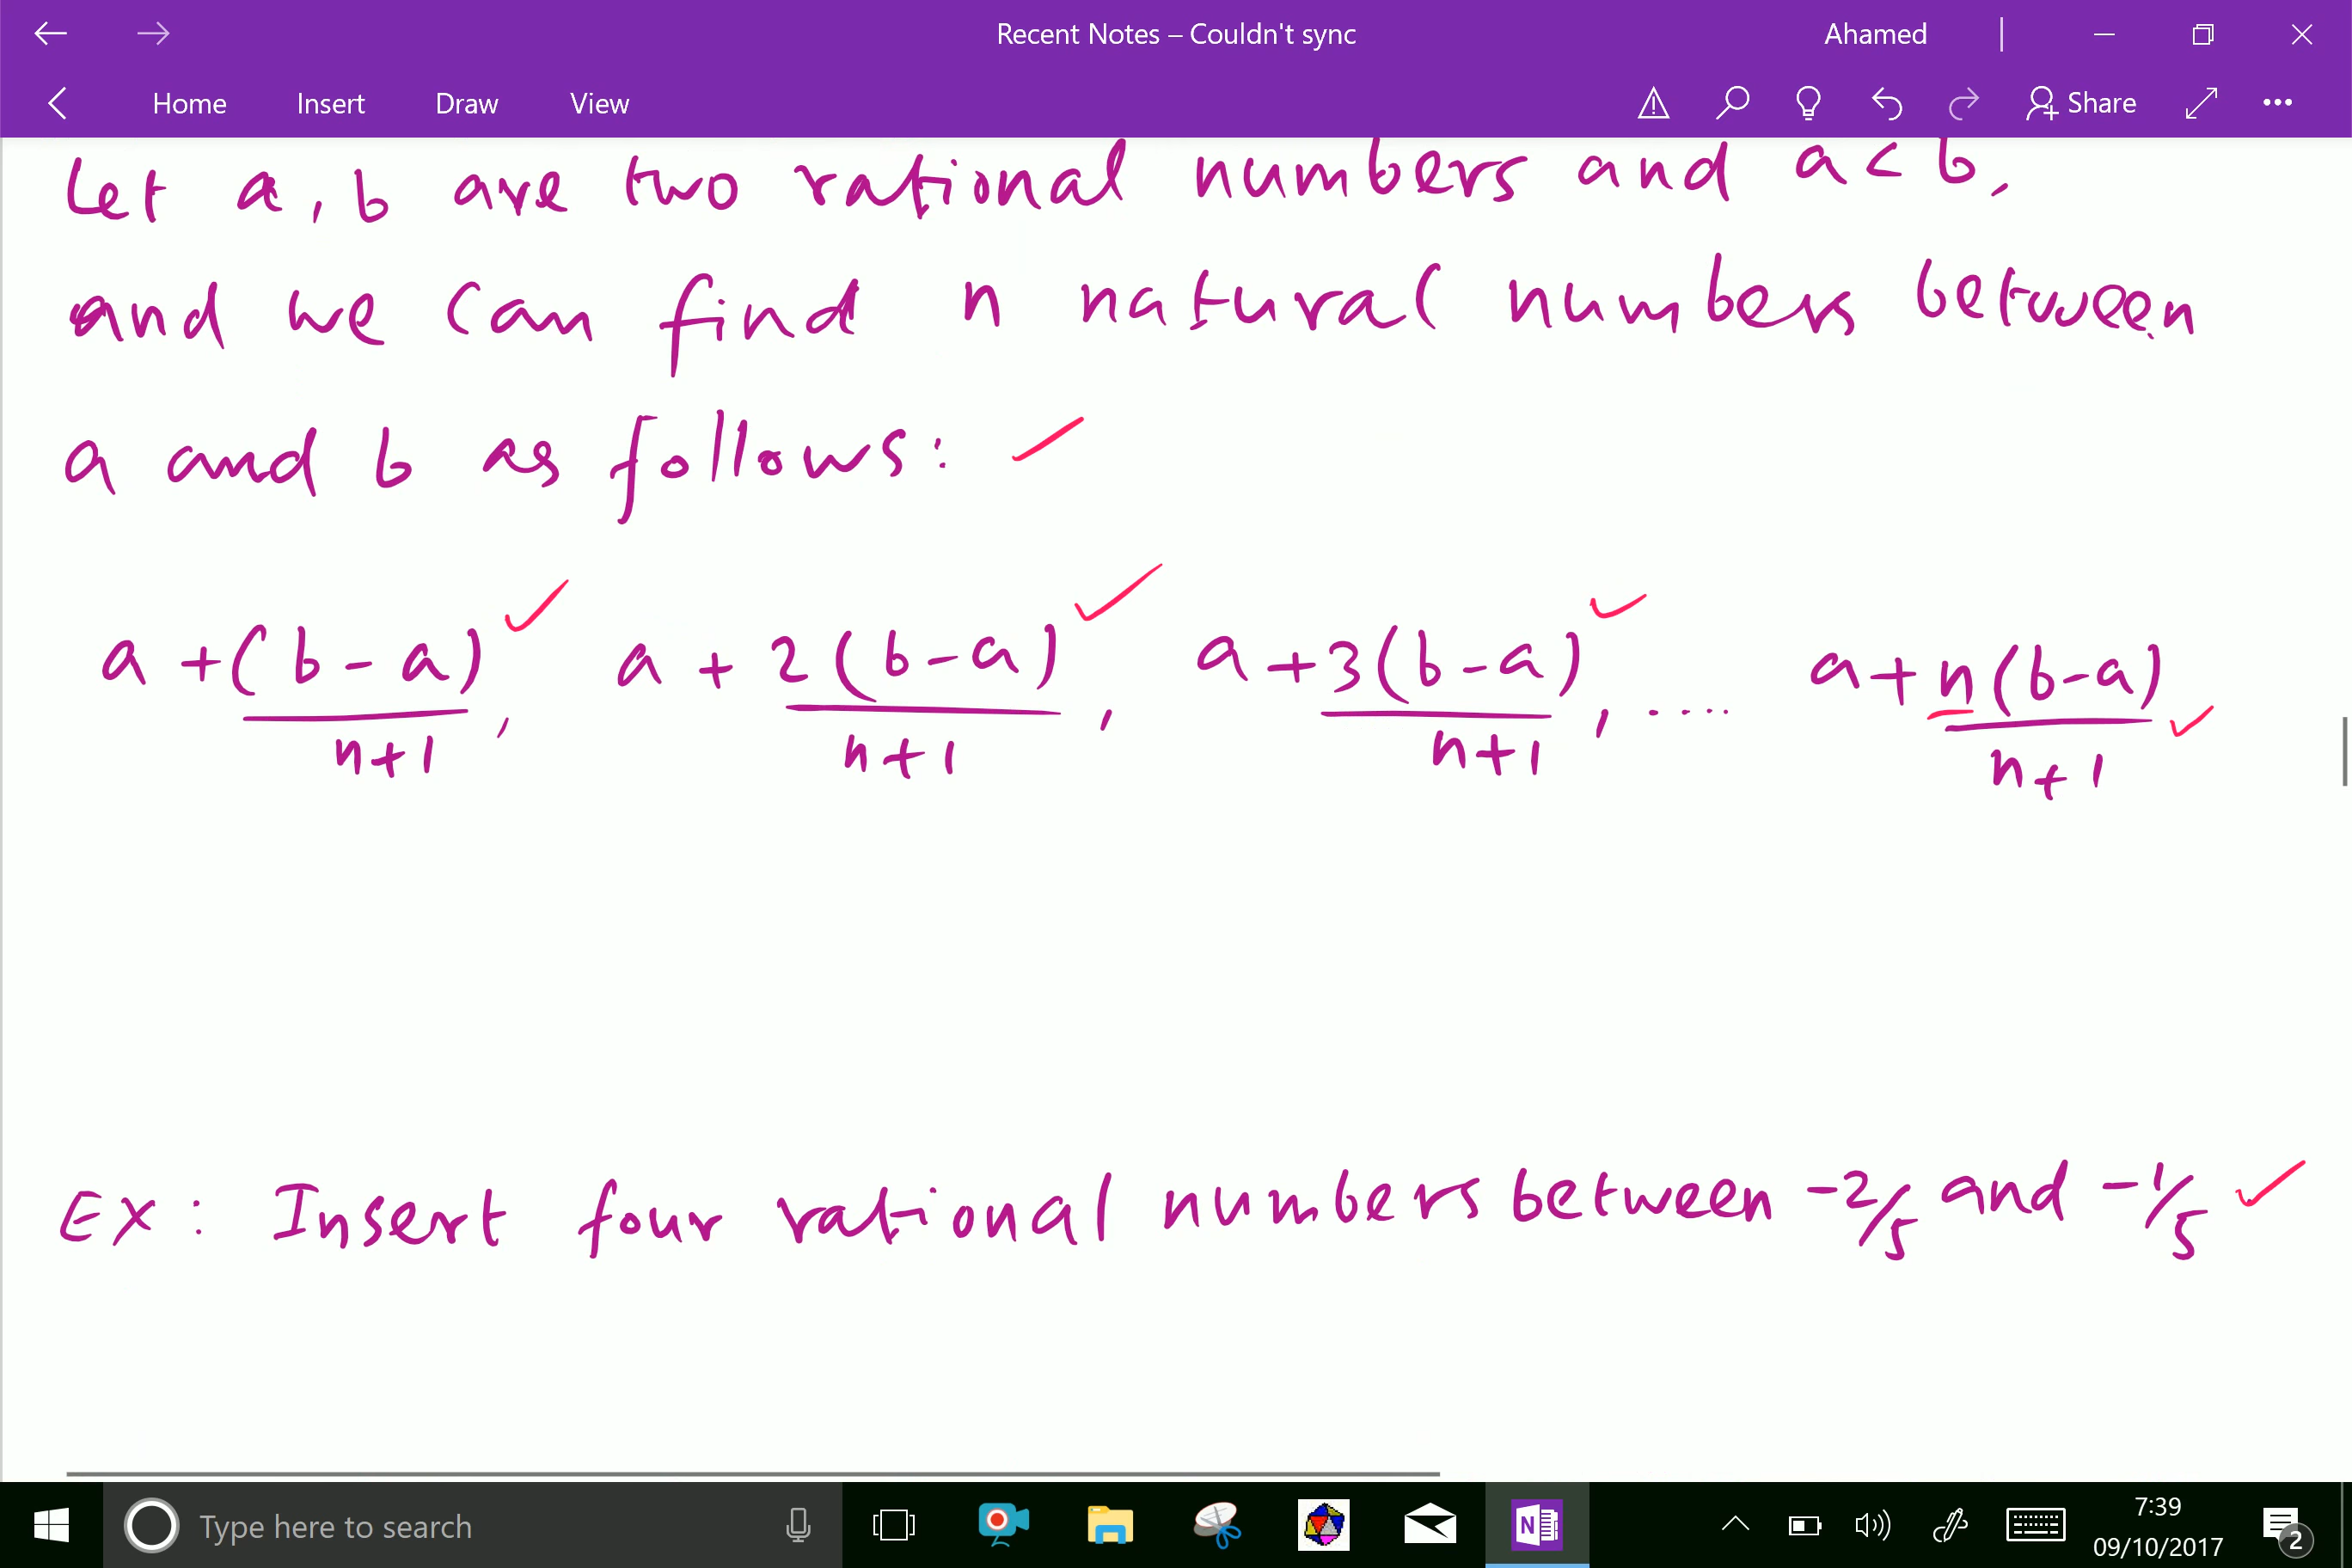 Recent Notes – Couldn't sync
Ahamed
Home Insert Draw View Share
Let a, b are two rational numbers and a < b,
and we can find n natural numbers between
a and b as follows:
a + (b-a)/n+1, a + 2(b-a)/n+1, a + 3(b-a)/n+1, ..... a + n(b-a)/n+1
EX: Insert four rational numbers between -2/5 and -1/5
Type here to search
N
7:39
09/10/2017
2